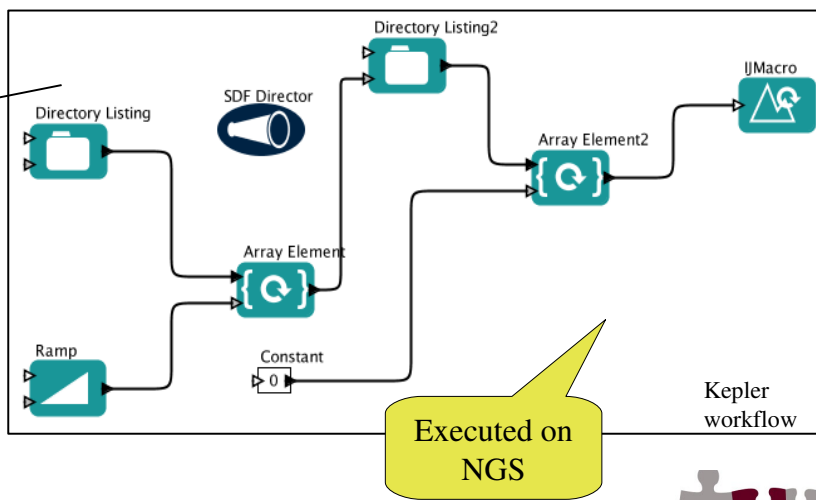 Directory Listing2
IJMacro
SDF Director
Directory Listing
Array Element2
Array Element
Ramp
Constant
0
Kepler
workflow
Executed on
NGS